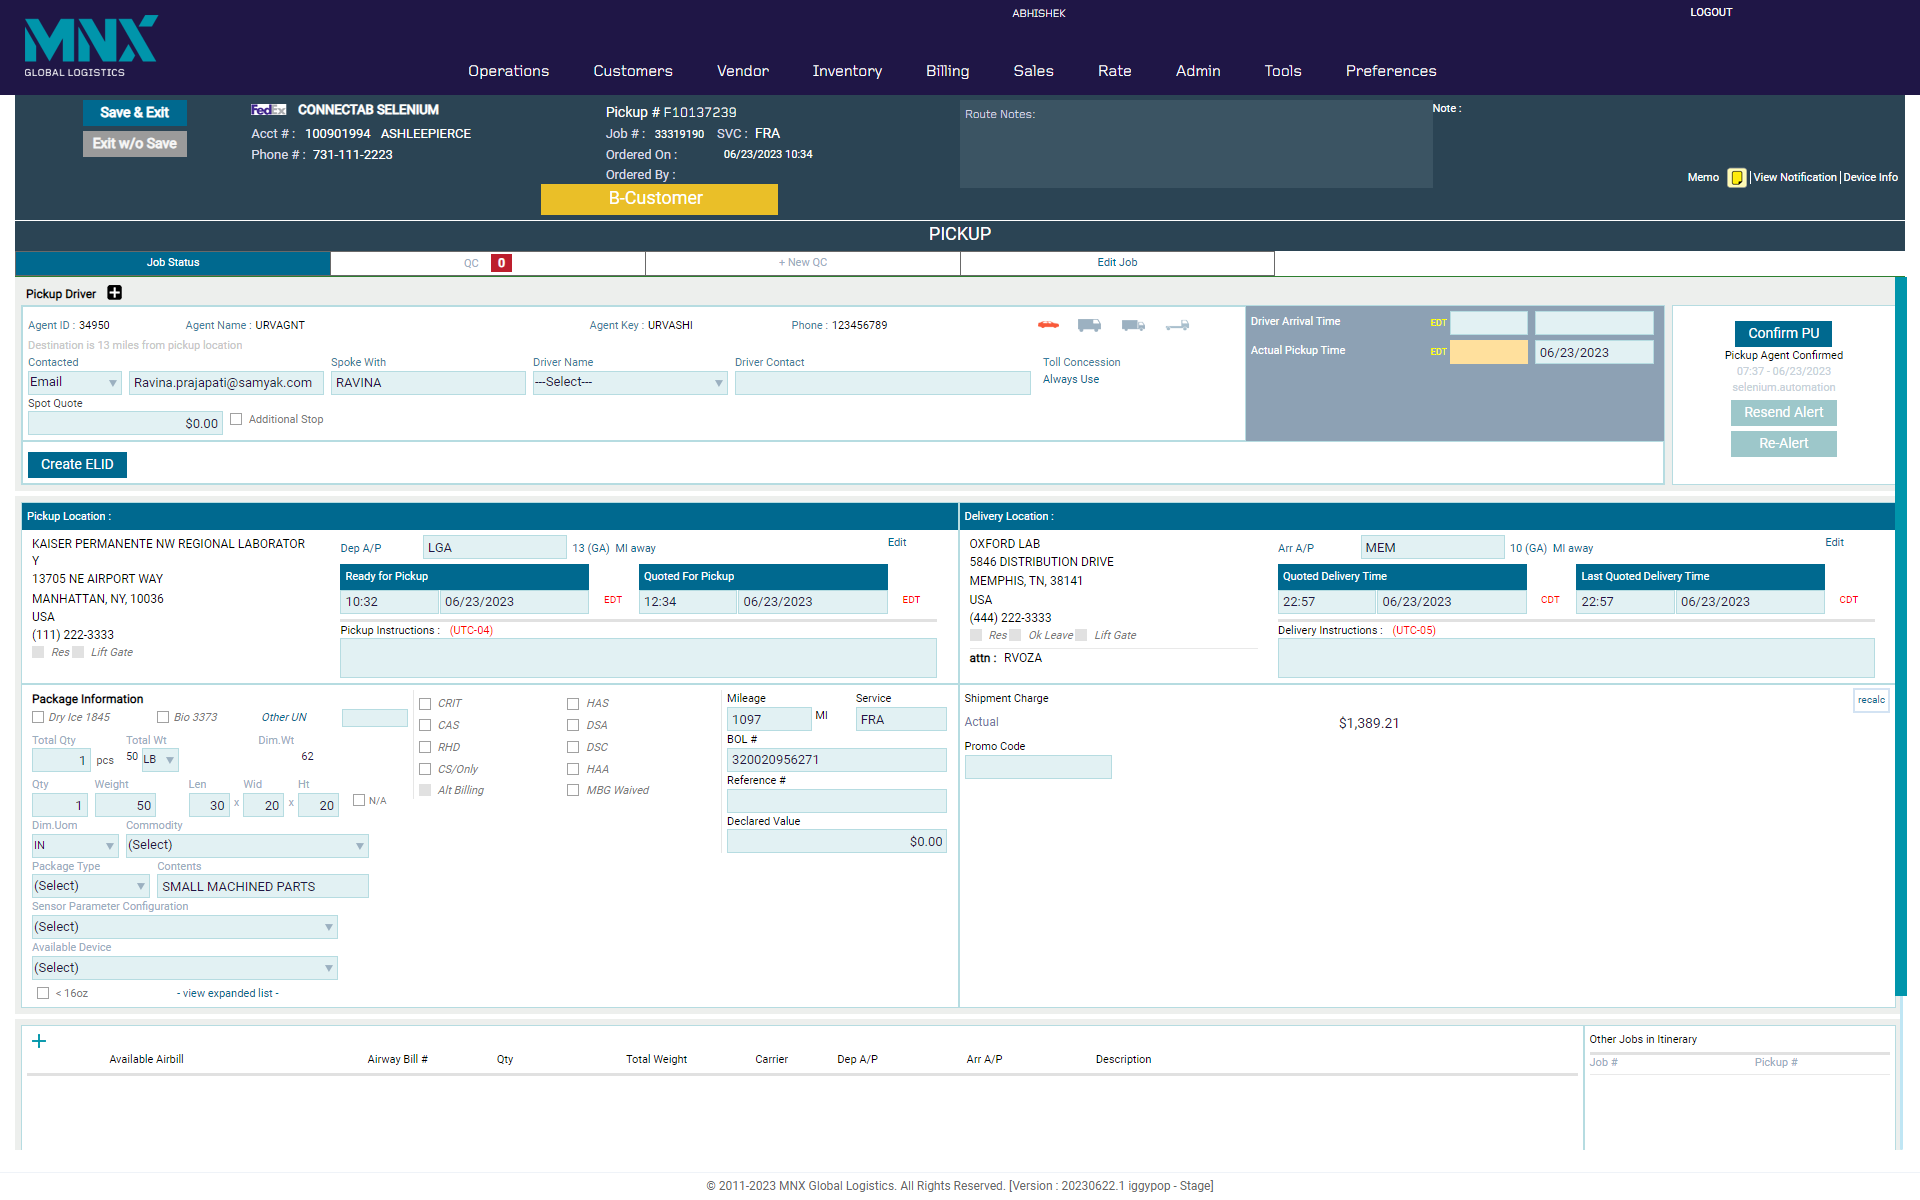 ABHISHEK
LOGOUT
MNX
GLOBAL LOGISTICS
Operations Customers Vendor Inventory Billing Sales Rate Admin Tools Preferences
Save & Exit
Exit w/o Save
FedEx CONNECTAB SELENIUM
Acct # : 100901994 ASHLEEPIERCE
Phone # : 731-111-2223
Pickup # F10137239
Job # : 33319190 SVC : FRA
Ordered On : 06/23/2023 10:34
Ordered By :
B-Customer
Route Notes:
Note :
Memo | View Notification | Device Info
PICKUP
Job Status QC 0 + New QC Edit Job
Pickup Driver
Agent ID : 34950 Agent Name : URVAGNT Agent Key : URVASHI Phone : 123456789
Destination is 13 miles from pickup location
Contacted Spoke With Driver Name Driver Contact Toll Concession
Email Ravina.prajapati@samyak.com RAVINA ---Select--- Always Use
Spot Quote
$0.00 Additional Stop
Create ELID
Driver Arrival Time EDT
Actual Pickup Time EDT 06/23/2023
Confirm PU
Pickup Agent Confirmed
07:37 - 06/23/2023
selenium.automation
Resend Alert
Re-Alert
Pickup Location :
KAISER PERMANENTE NW REGIONAL LABORATOR
Y
13705 NE AIRPORT WAY
MANHATTAN, NY, 10036
USA
(111) 222-3333
Res Lift Gate
Dep A/P LGA 13 (GA) MI away Edit
Ready for Pickup Quoted For Pickup
10:32 06/23/2023 EDT 12:34 06/23/2023 EDT
Pickup Instructions : (UTC-04)
Delivery Location :
OXFORD LAB
5846 DISTRIBUTION DRIVE
MEMPHIS, TN, 38141
USA
(444) 222-3333
Res Ok Leave Lift Gate
attn : RVOZA
Arr A/P MEM 10 (GA) MI away Edit
Quoted Delivery Time Last Quoted Delivery Time
22:57 06/23/2023 CDT 22:57 06/23/2023 CDT
Delivery Instructions : (UTC-05)
Package Information
Dry Ice 1845 Bio 3373 Other UN
Total Qty Total Wt Dim.Wt
1 pcs 50 LB 62
Qty Weight Len Wid Ht
1 50 30 x 20 x 20 N/A
Dim.Uom Commodity
IN (Select)
Package Type Contents
(Select) SMALL MACHINED PARTS
Sensor Parameter Configuration
(Select)
Available Device
(Select)
< 16oz - view expanded list -
CRIT HAS
CAS DSA
RHD DSC
CS/Only HAA
Alt Billing MBG Waived
Mileage Service
1097 MI FRA
BOL #
320020956271
Reference #
Declared Value
$0.00
Shipment Charge recalc
Actual $1,389.21
Promo Code
+
Available Airbill Airway Bill # Qty Total Weight Carrier Dep A/P Arr A/P Description
Other Jobs in Itinerary
Job # Pickup #
© 2011-2023 MNX Global Logistics. All Rights Reserved. [Version : 20230622.1 iggypop - Stage]